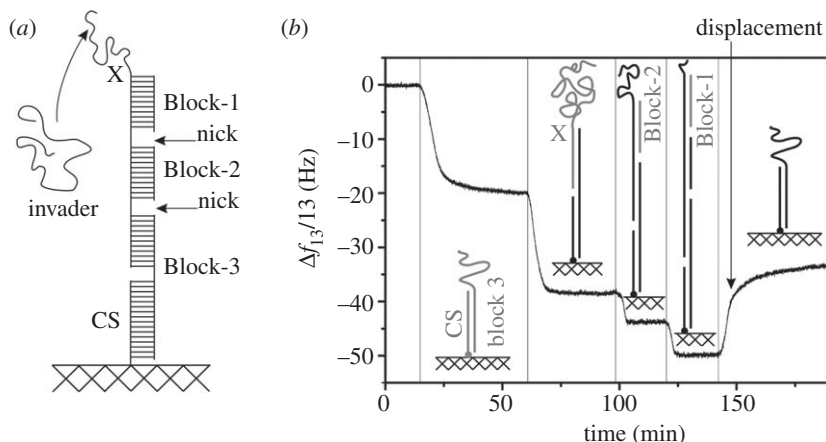 (a)
X
Block-1
nick
Block-2
nick
invader
Block-3
CS
(b)
displacement
0
−10
−20
−30
−40
−50
Δf13/13 (Hz)
X
Block-2
Block-1
CS
block 3
0
50
100
150
time (min)